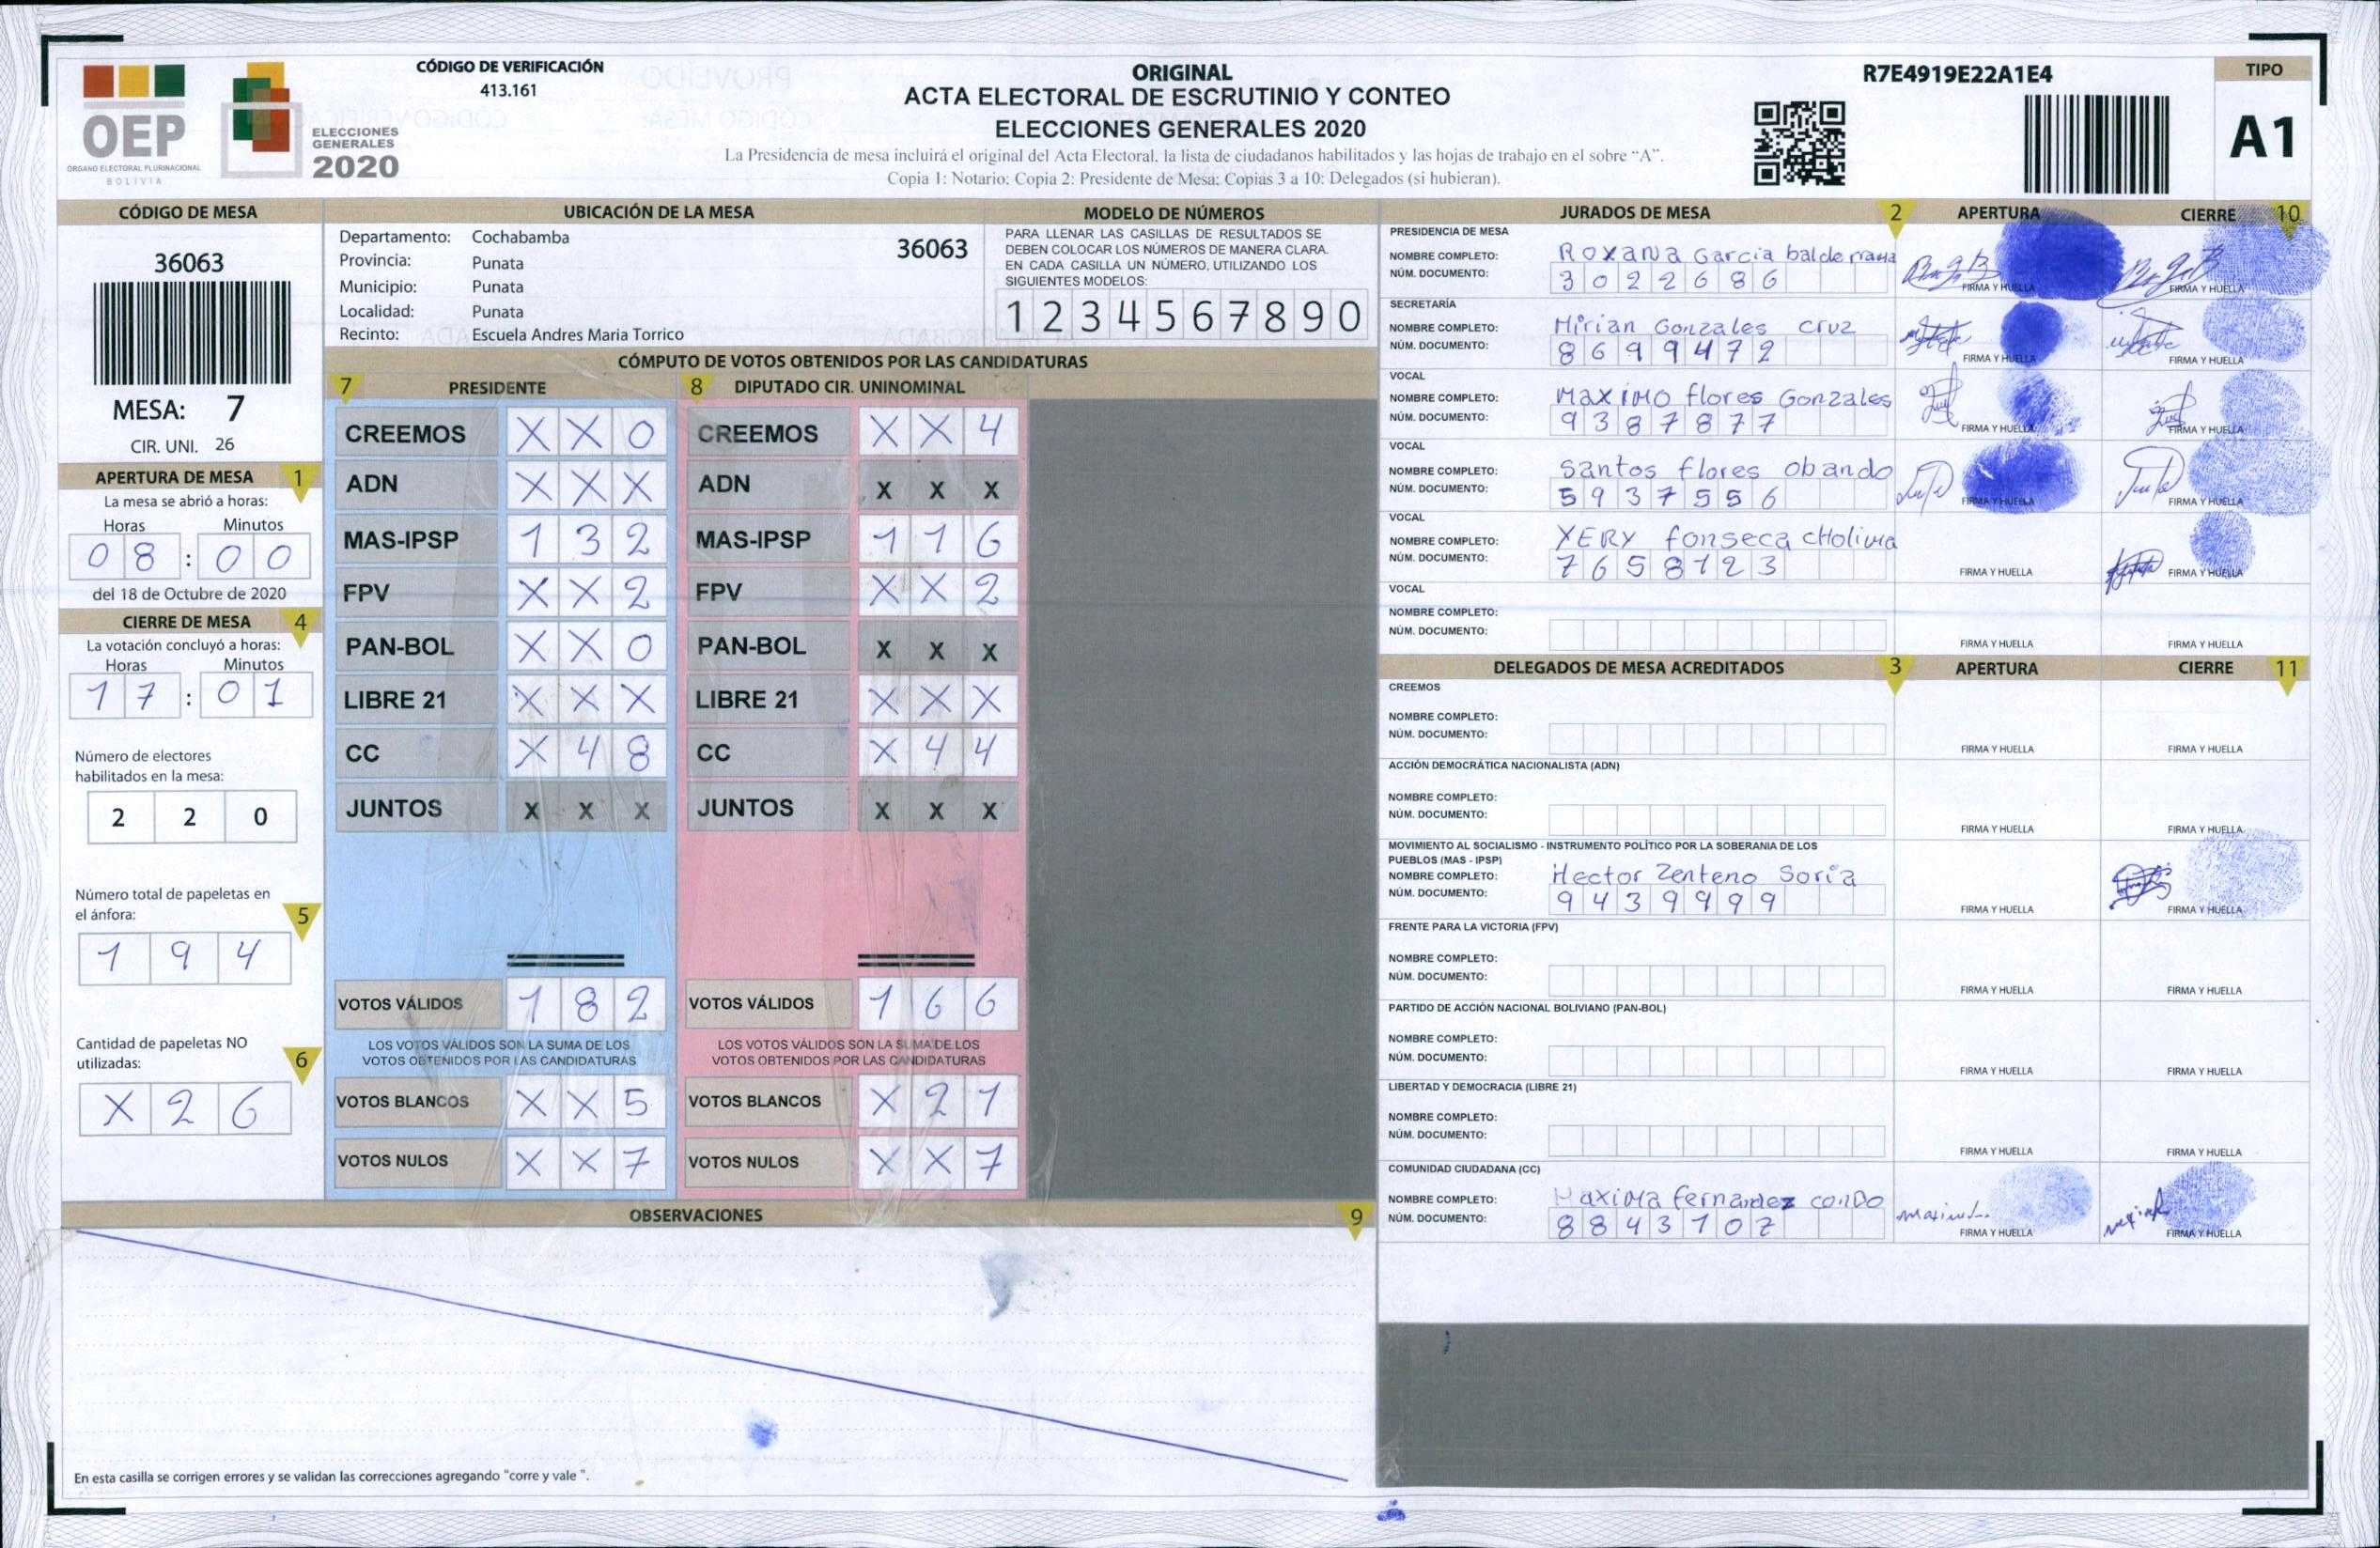 OEP
ÓRGANO ELECTORAL PLURINACIONAL
BOLIVIA
ELECCIONES
GENERALES
2020
CÓDIGO DE VERIFICACIÓN
413.161
ORIGINAL
ACTA ELECTORAL DE ESCRUTINIO Y CONTEO
ELECCIONES GENERALES 2020
La Presidencia de mesa incluirá el original del Acta Electoral, la lista de ciudadanos habilitados y las hojas de trabajo en el sobre “A”.
Copia 1: Notario; Copia 2: Presidente de Mesa; Copias 3 a 10: Delegados (si hubieran).
R7E4919E22A1E4
TIPO
A1
CÓDIGO DE MESA
36063
MESA: 7
CIR. UNI. 26
APERTURA DE MESA 1
La mesa se abrió a horas:
Horas Minutos
08 : 00
del 18 de Octubre de 2020
CIERRE DE MESA 4
La votación concluyó a horas:
Horas Minutos
17 : 01
Número de electores
habilitados en la mesa:
2 2 0
Número total de papeletas en
el ánfora: 5
1 9 4
Cantidad de papeletas NO
utilizadas: 6
X 2 6
UBICACIÓN DE LA MESA
Departamento: Cochabamba 36063
Provincia: Punata
Municipio: Punata
Localidad: Punata
Recinto: Escuela Andres Maria Torrico
MODELO DE NÚMEROS
PARA LLENAR LAS CASILLAS DE RESULTADOS SE
DEBEN COLOCAR LOS NÚMEROS DE MANERA CLARA.
EN CADA CASILLA UN NÚMERO, UTILIZANDO LOS
SIGUIENTES MODELOS:
1 2 3 4 5 6 7 8 9 0
CÓMPUTO DE VOTOS OBTENIDOS POR LAS CANDIDATURAS
7 PRESIDENTE
CREEMOS X X 0
ADN X X X
MAS-IPSP 1 3 2
FPV X X 2
PAN-BOL X X 0
LIBRE 21 X X X
CC X 4 8
JUNTOS X X X
VOTOS VÁLIDOS 1 8 2
LOS VOTOS VÁLIDOS SON LA SUMA DE LOS
VOTOS OBTENIDOS POR LAS CANDIDATURAS
VOTOS BLANCOS X X 5
VOTOS NULOS X X 7
8 DIPUTADO CIR. UNINOMINAL
CREEMOS X X 4
ADN X X X
MAS-IPSP 1 1 6
FPV X X 2
PAN-BOL X X X
LIBRE 21 X X X
CC X 4 4
JUNTOS X X X
VOTOS VÁLIDOS 1 6 6
LOS VOTOS VÁLIDOS SON LA SUMA DE LOS
VOTOS OBTENIDOS POR LAS CANDIDATURAS
VOTOS BLANCOS X 2 1
VOTOS NULOS X X 7
OBSERVACIONES 9
En esta casilla se corrigen errores y se validan las correcciones agregando "corre y vale ".
JURADOS DE MESA 2 APERTURA CIERRE 10
PRESIDENCIA DE MESA
NOMBRE COMPLETO: Roxana Garcia balderrama
NÚM. DOCUMENTO: 3022686
FIRMA Y HUELLA FIRMA Y HUELLA
SECRETARÍA
NOMBRE COMPLETO: Mirian Gonzales cruz
NÚM. DOCUMENTO: 8699472
FIRMA Y HUELLA FIRMA Y HUELLA
VOCAL
NOMBRE COMPLETO: MAXIMO flores Gonzales
NÚM. DOCUMENTO: 9387877
FIRMA Y HUELLA FIRMA Y HUELLA
VOCAL
NOMBRE COMPLETO: Santos flores obando
NÚM. DOCUMENTO: 5937556
FIRMA Y HUELLA FIRMA Y HUELLA
VOCAL
NOMBRE COMPLETO: YERY fonseca cHolima
NÚM. DOCUMENTO: 7658123
FIRMA Y HUELLA FIRMA Y HUELLA
VOCAL
NOMBRE COMPLETO:
NÚM. DOCUMENTO:
FIRMA Y HUELLA FIRMA Y HUELLA
DELEGADOS DE MESA ACREDITADOS 3 APERTURA CIERRE 11
CREEMOS
NOMBRE COMPLETO:
NÚM. DOCUMENTO:
FIRMA Y HUELLA FIRMA Y HUELLA
ACCIÓN DEMOCRÁTICA NACIONALISTA (ADN)
NOMBRE COMPLETO:
NÚM. DOCUMENTO:
FIRMA Y HUELLA FIRMA Y HUELLA
MOVIMIENTO AL SOCIALISMO - INSTRUMENTO POLÍTICO POR LA SOBERANIA DE LOS
PUEBLOS (MAS - IPSP)
NOMBRE COMPLETO: Hector Zenteno Soria
NÚM. DOCUMENTO: 9439999
FIRMA Y HUELLA FIRMA Y HUELLA
FRENTE PARA LA VICTORIA (FPV)
NOMBRE COMPLETO:
NÚM. DOCUMENTO:
FIRMA Y HUELLA FIRMA Y HUELLA
PARTIDO DE ACCIÓN NACIONAL BOLIVIANO (PAN-BOL)
NOMBRE COMPLETO:
NÚM. DOCUMENTO:
FIRMA Y HUELLA FIRMA Y HUELLA
LIBERTAD Y DEMOCRACIA (LIBRE 21)
NOMBRE COMPLETO:
NÚM. DOCUMENTO:
FIRMA Y HUELLA FIRMA Y HUELLA
COMUNIDAD CIUDADANA (CC)
NOMBRE COMPLETO: Maxima fernandez conDo
NÚM. DOCUMENTO: 8843107
FIRMA Y HUELLA FIRMA Y HUELLA